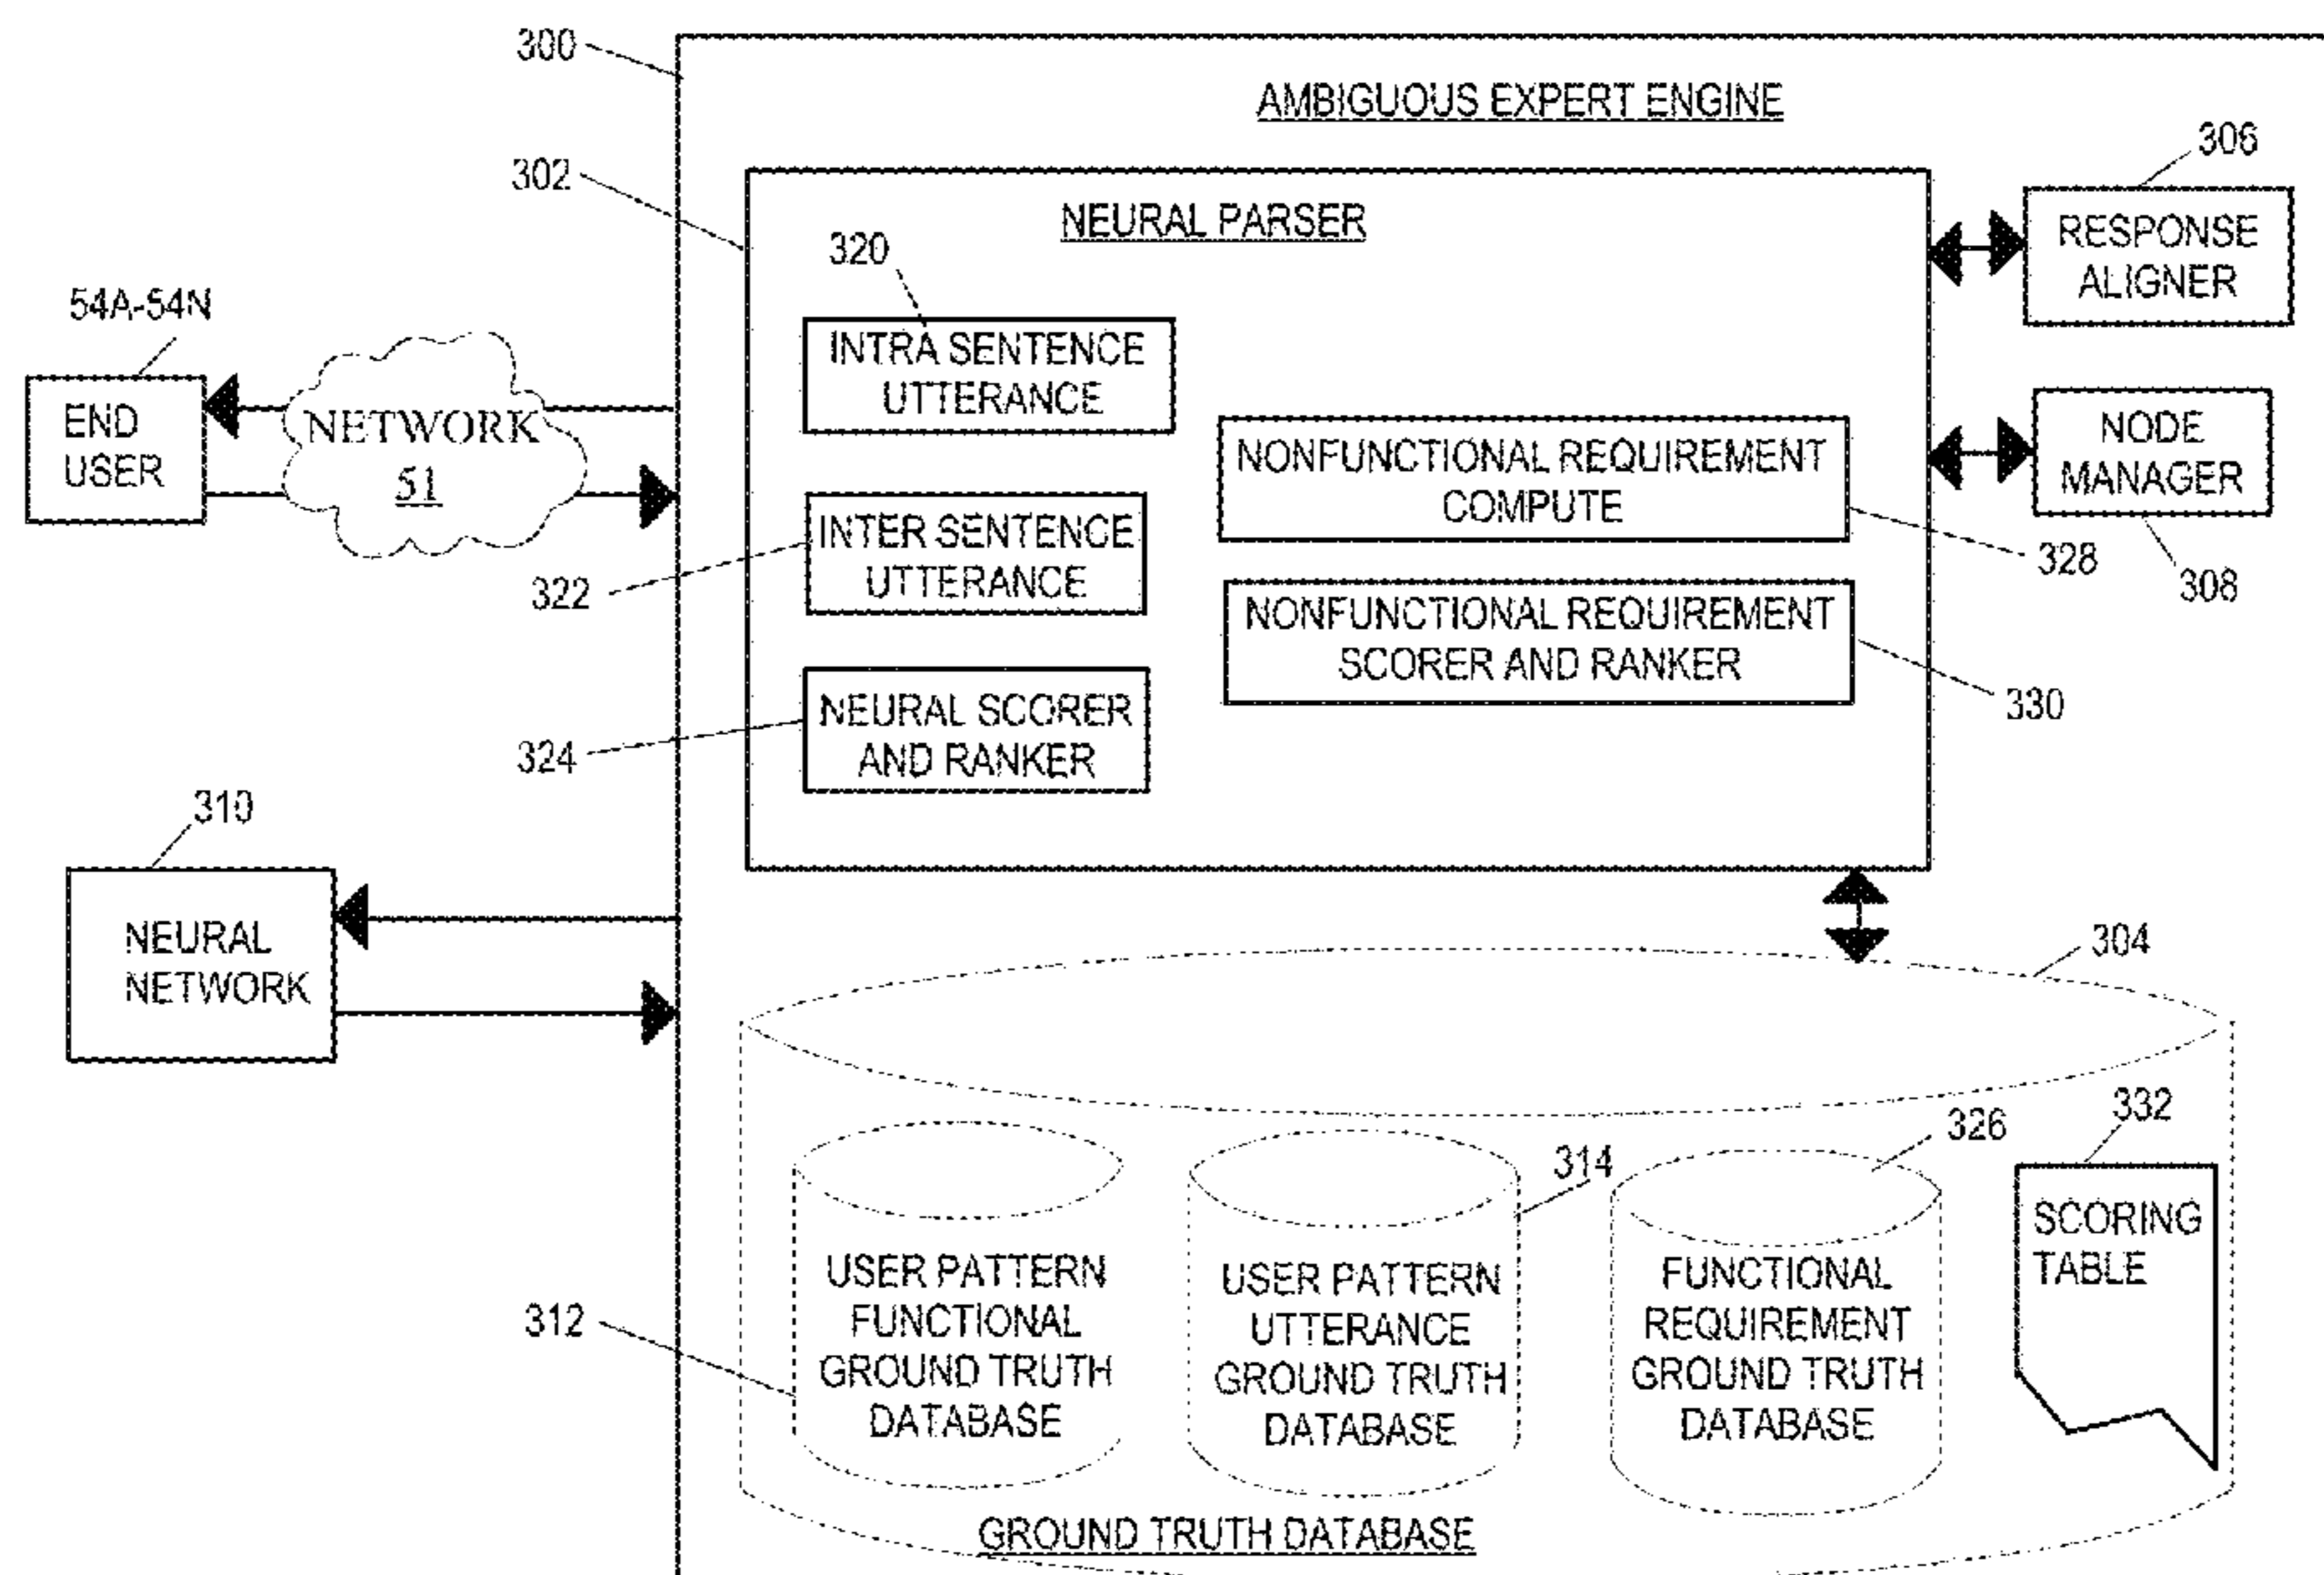 300
AMBIGUOUS EXPERT ENGINE
306
302
NEURAL PARSER
RESPONSE
ALIGNER
320
54A-54N
INTRA SENTENCE
UTTERANCE
END
USER
NETWORK
51
NONFUNCTIONAL REQUIREMENT
COMPUTE
NODE
MANAGER
INTER SENTENCE
UTTERANCE
328
308
322
NONFUNCTIONAL REQUIREMENT
SCORER AND RANKER
330
NEURAL SCORER
AND RANKER
324
310
NEURAL
NETWORK
304
332
326
314
SCORING
TABLE
USER PATTERN
FUNCTIONAL
GROUND TRUTH
DATABASE
312
USER PATTERN
UTTERANCE
GROUND TRUTH
DATABASE
FUNCTIONAL
REQUIREMENT
GROUND TRUTH
DATABASE
GROUND TRUTH DATABASE